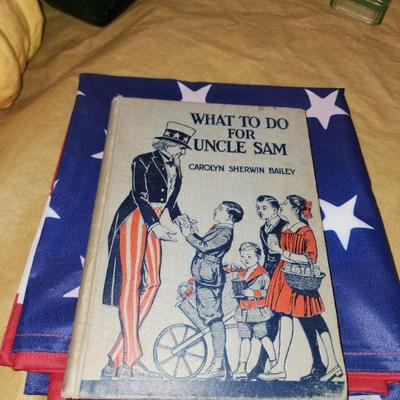 WHAT TO DO
FOR
UNCLE SAM
CAROLYN SHERWIN BAILEY